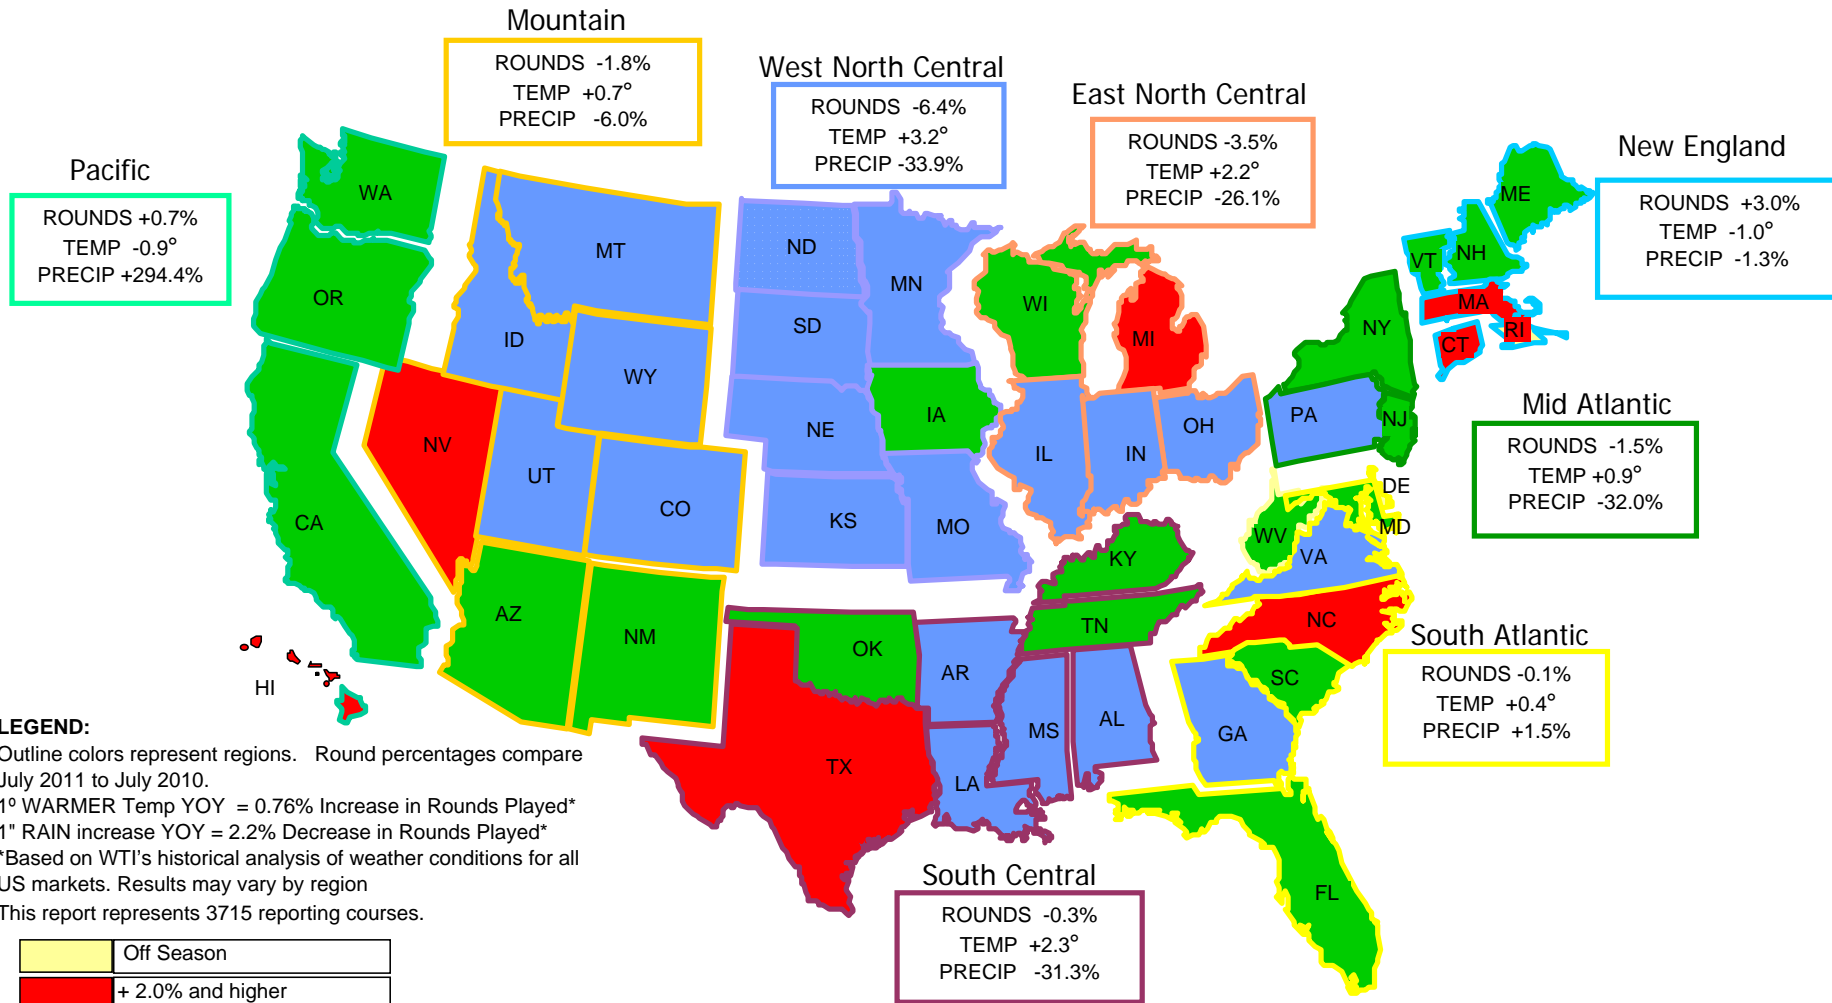 Mountain
ROUNDS -1.8%
TEMP +0.7°
PRECIP -6.0%
West North Central
ROUNDS -6.4%
TEMP +3.2°
PRECIP -33.9%
East North Central
ROUNDS -3.5%
TEMP +2.2°
PRECIP -26.1%
New England
ROUNDS +3.0%
TEMP -1.0°
PRECIP -1.3%
Pacific
ROUNDS +0.7%
TEMP -0.9°
PRECIP +294.4%
WA
OR
CA
NV
ID
MT
WY
UT
CO
AZ
NM
HI
ND
SD
NE
KS
MN
IA
MO
WI
MI
IL
IN
OH
ME
VT
NH
MA
RI
CT
NY
PA
NJ
Mid Atlantic
ROUNDS -1.5%
TEMP +0.9°
PRECIP -32.0%
DE
MD
WV
VA
NC
SC
GA
FL
KY
TN
OK
AR
TX
LA
MS
AL
South Atlantic
ROUNDS -0.1%
TEMP +0.4°
PRECIP +1.5%
South Central
ROUNDS -0.3%
TEMP +2.3°
PRECIP -31.3%
LEGEND:
Outline colors represent regions. Round percentages compare
July 2011 to July 2010.
1º WARMER Temp YOY = 0.76% Increase in Rounds Played*
1" RAIN increase YOY = 2.2% Decrease in Rounds Played*
*Based on WTI's historical analysis of weather conditions for all
US markets. Results may vary by region
This report represents 3715 reporting courses.
Off Season
+ 2.0% and higher